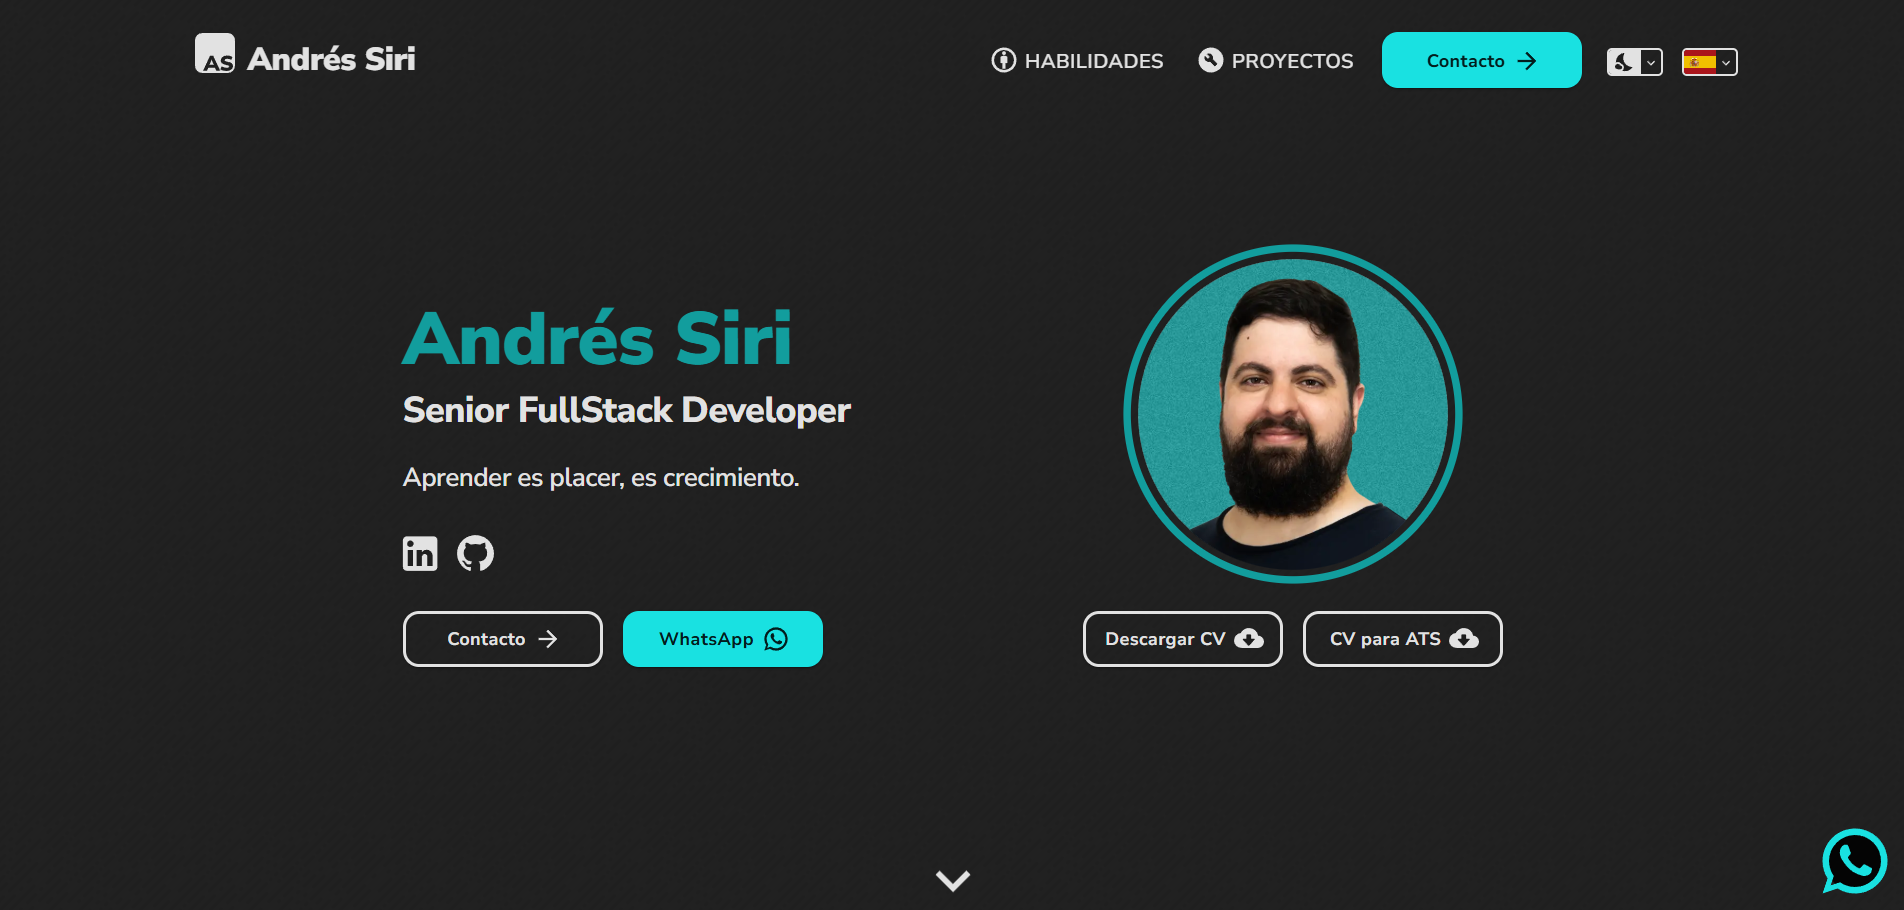 AS Andrés Siri
HABILIDADES
PROYECTOS
Contacto
Andrés Siri
Senior FullStack Developer
Aprender es placer, es crecimiento.
in
Contacto
WhatsApp
Descargar CV
CV para ATS